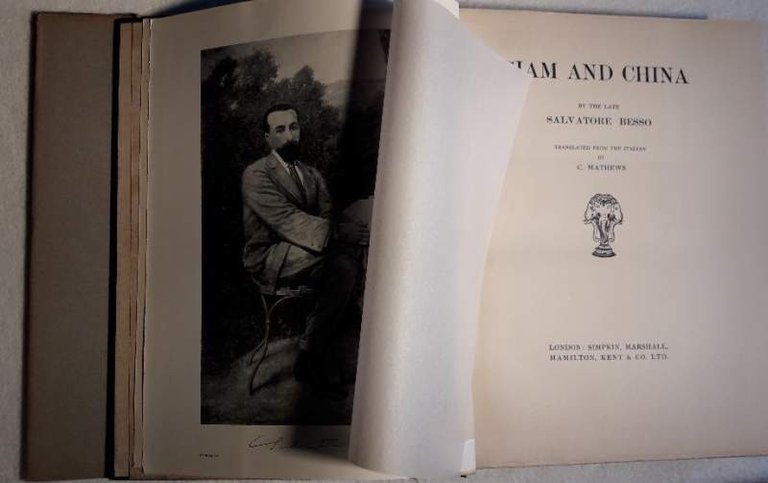 IAM AND CHINA
BY THE LATE
SALVATORE BESSO
TRANSLATED FROM THE ITALIAN
BY
C. MATHEWS
LONDON: SIMPKIN, MARSHALL,
HAMILTON, KENT & CO. LTD.